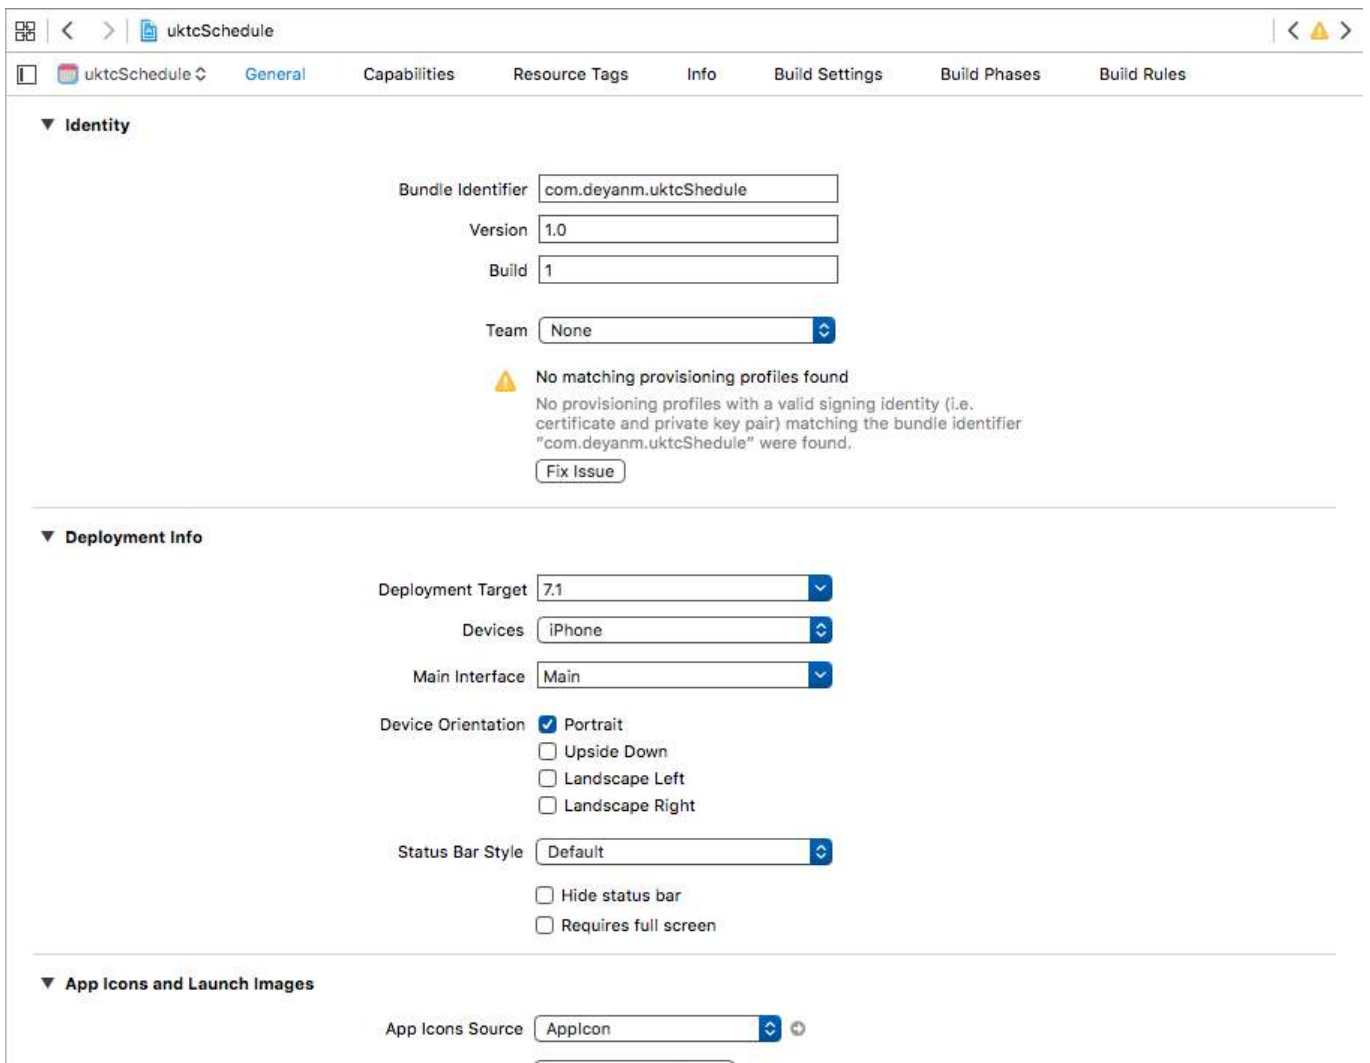 uktcSchedule
uktcSchedule General Capabilities Resource Tags Info Build Settings Build Phases Build Rules
Identity
Bundle Identifier com.deyanm.uktcShedule
Version 1.0
Build 1
Team None
No matching provisioning profiles found
No provisioning profiles with a valid signing identity (i.e.
certificate and private key pair) matching the bundle identifier
"com.deyanm.uktcShedule" were found.
Fix Issue
Deployment Info
Deployment Target 7.1
Devices iPhone
Main Interface Main
Device Orientation Portrait
Upside Down
Landscape Left
Landscape Right
Status Bar Style Default
Hide status bar
Requires full screen
App Icons and Launch Images
App Icons Source AppIcon